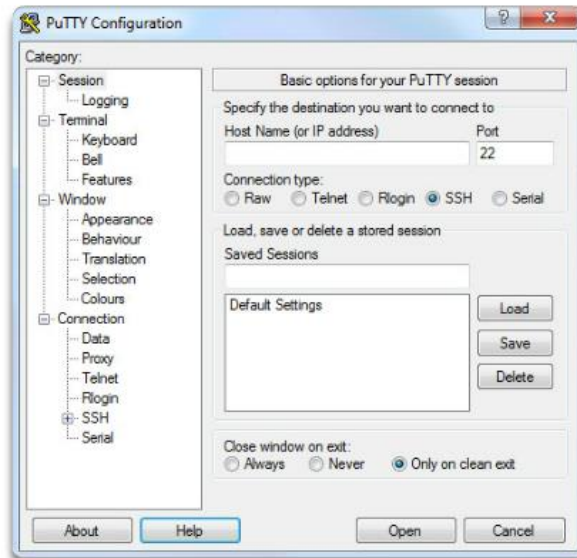 PuTTY Configuration
Category:
Session
Logging
Terminal
Keyboard
Bell
Features
Window
Appearance
Behaviour
Translation
Selection
Colours
Connection
Data
Proxy
Telnet
Rlogin
SSH
Serial
Basic options for your PuTTY session
Specify the destination you want to connect to
Host Name (or IP address) Port
22
Connection type:
Raw Telnet Rlogin SSH Serial
Load, save or delete a stored session
Saved Sessions
Default Settings
Load
Save
Delete
Close window on exit:
Always Never Only on clean exit
About Help Open Cancel